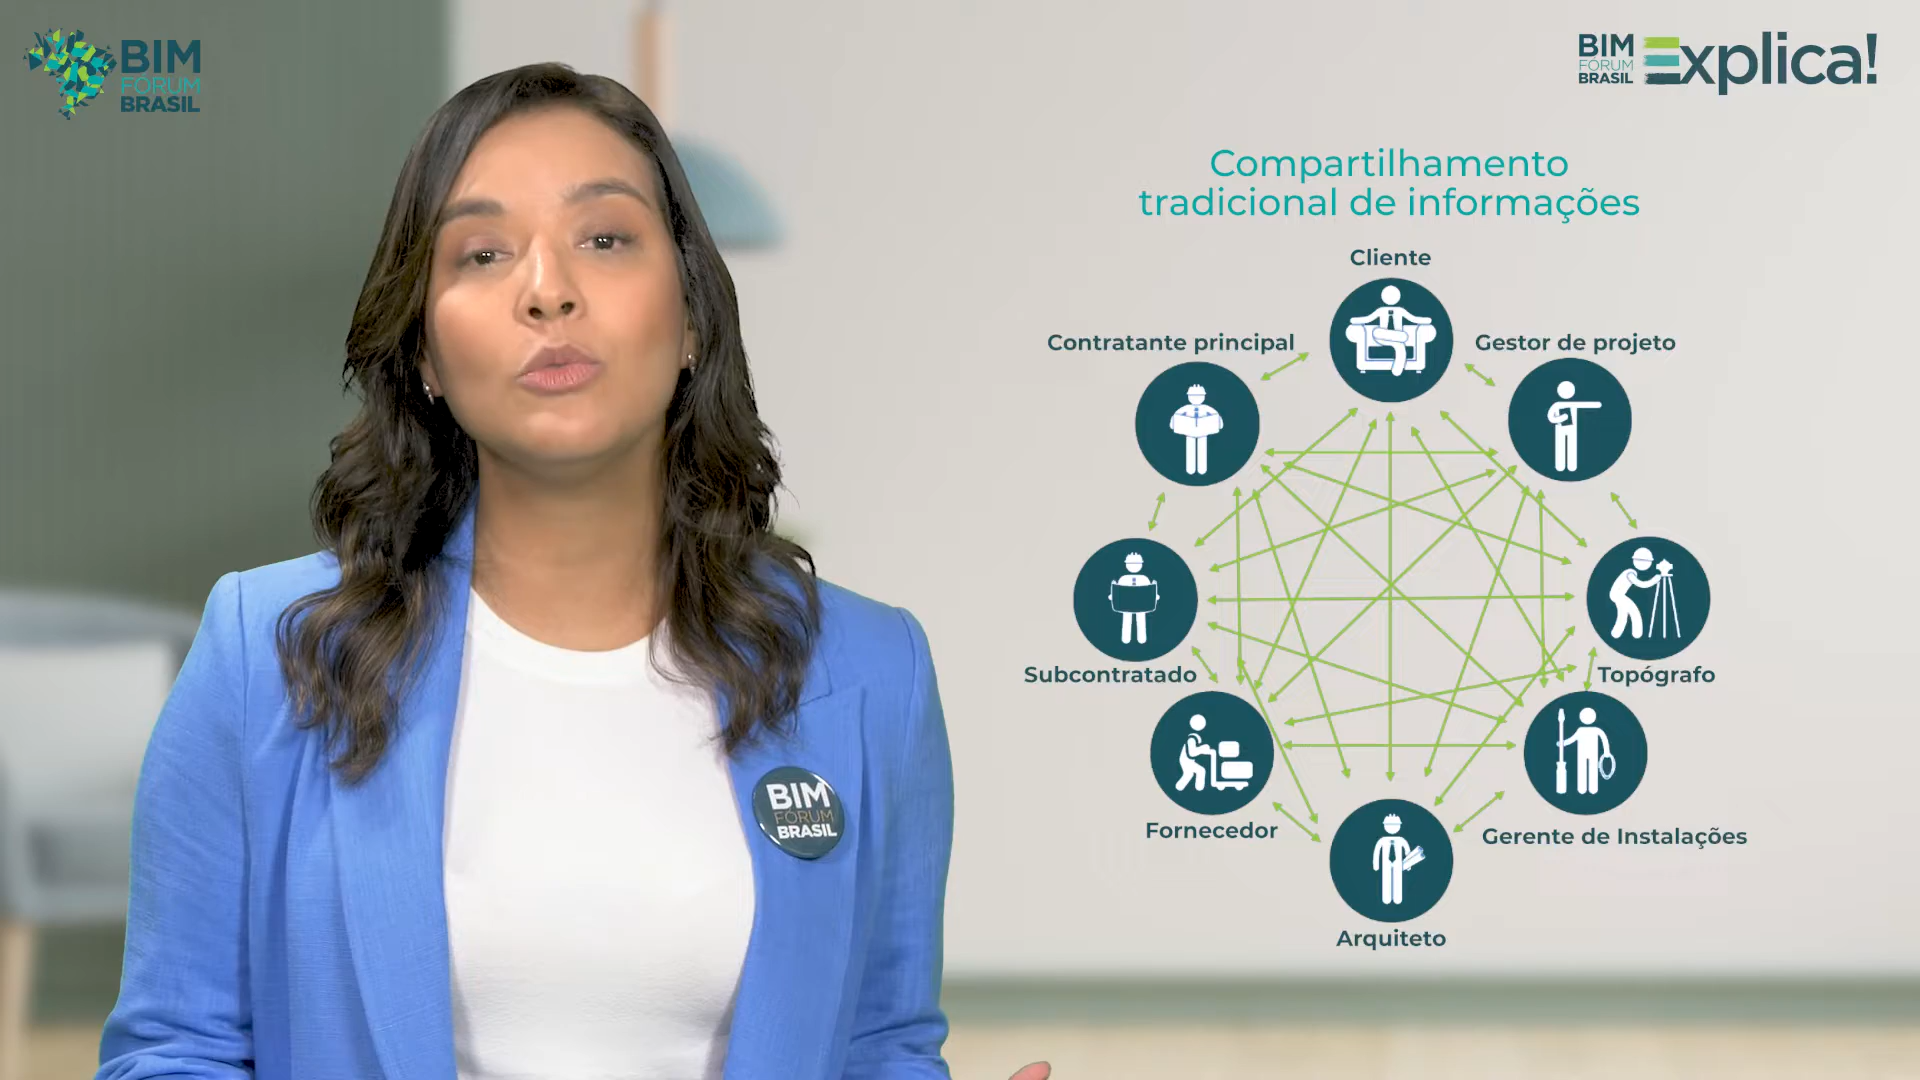 BIM
FÓRUM
BRASIL
BIM
FÓRUM
BRASIL
Explica!
Compartilhamento
tradicional de informações
Cliente
Contratante principal
Gestor de projeto
Subcontratado
Topógrafo
Fornecedor
Gerente de Instalações
Arquiteto
BIM
FÓRUM
BRASIL